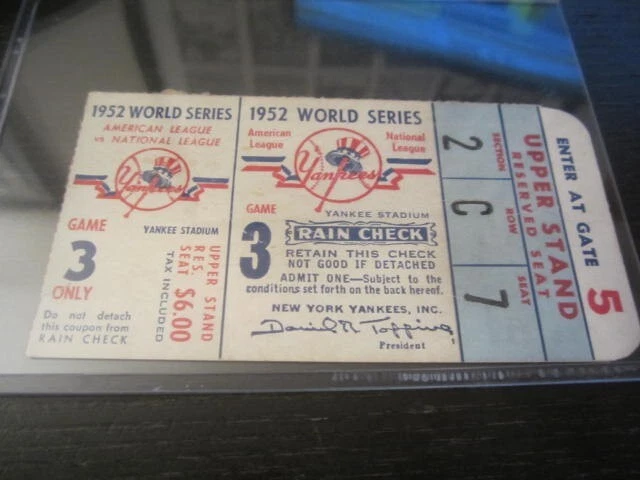 1952 WORLD SERIES
AMERICAN LEAGUE
vs NATIONAL LEAGUE
Yankees
GAME
3
ONLY
YANKEE STADIUM
Do not detach
this coupon from
RAIN CHECK
UPPER STAND
RES.
SEAT $6.00
TAX INCLUDED
1952 WORLD SERIES
American
League
National
League
Yankees
GAME
3
YANKEE STADIUM
RAIN CHECK
RETAIN THIS CHECK
NOT GOOD IF DETACHED
ADMIT ONE—Subject to the
conditions set forth on the back hereof.
NEW YORK YANKEES, INC.
Daniel R Topping
President
2
SECTION
C
ROW
7
SEAT
UPPER STAND
RESERVED SEAT
ENTER AT GATE
5